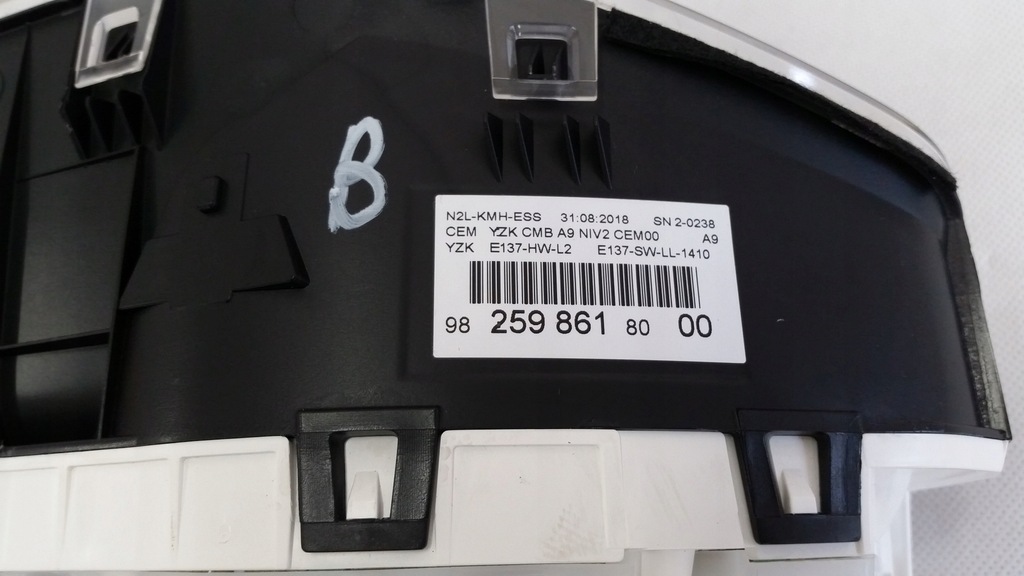 B
N2L-KMH-ESS 31:08:2018 SN 2-0238
CEM YZK CMB A9 NIV2 CEM00 A9
YZK E137-HW-L2 E137-SW-LL-1410
98 259 861 80 00